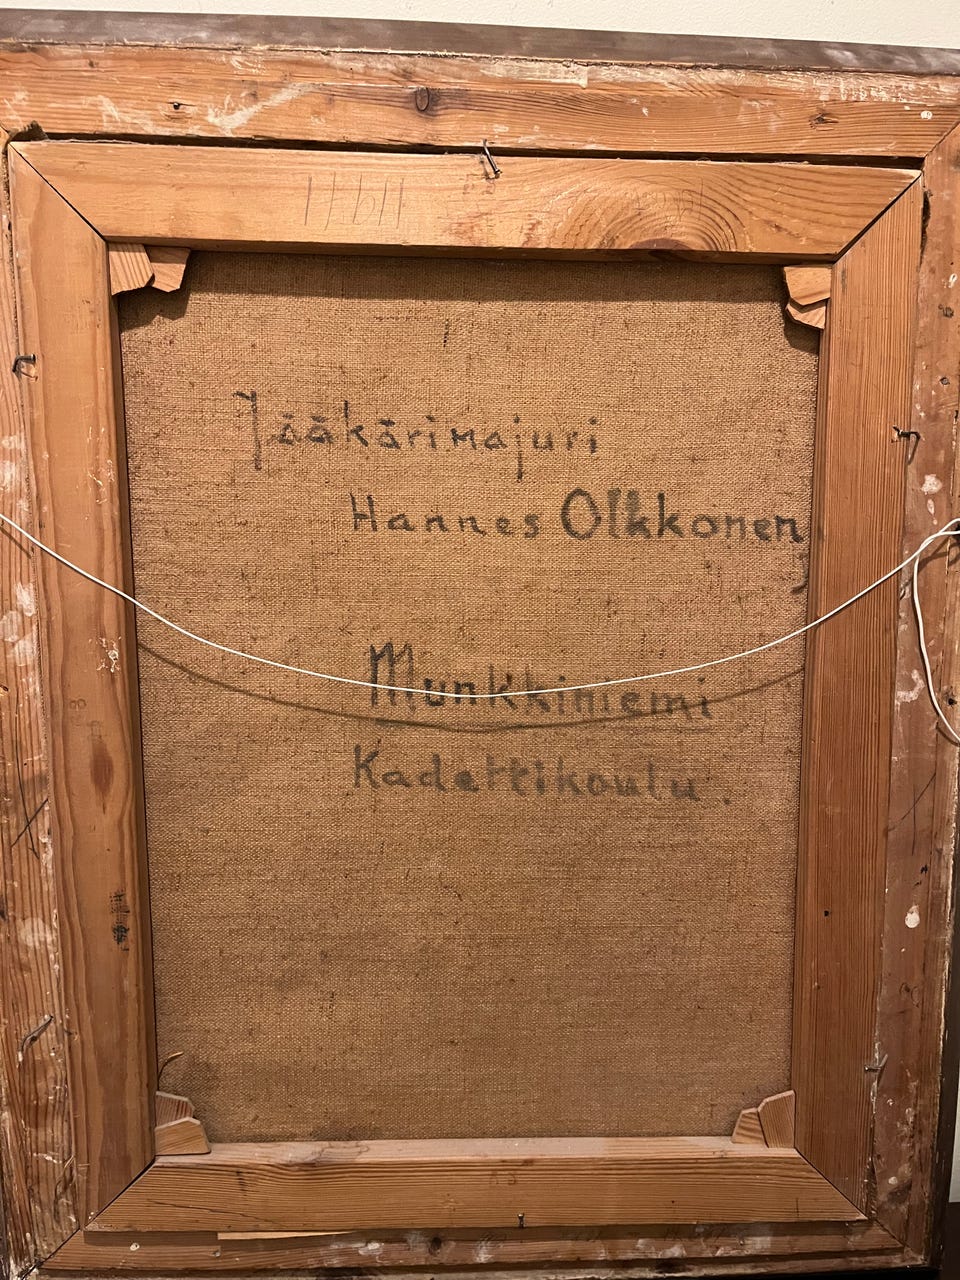 Jääkärimajuri
Hannes Olkkonen
Munkkiniemi
Kadettikoulu.